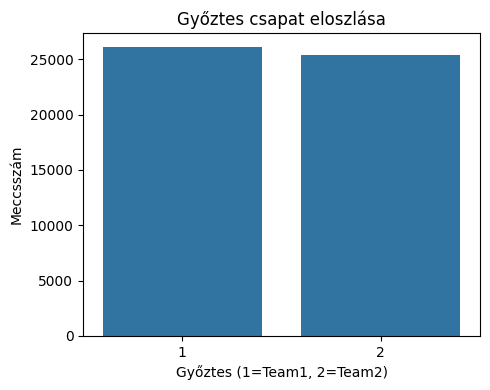 Győztes csapat eloszlása
25000
20000
15000
10000
5000
0
Meccsszám
1 2
Győztes (1=Team1, 2=Team2)